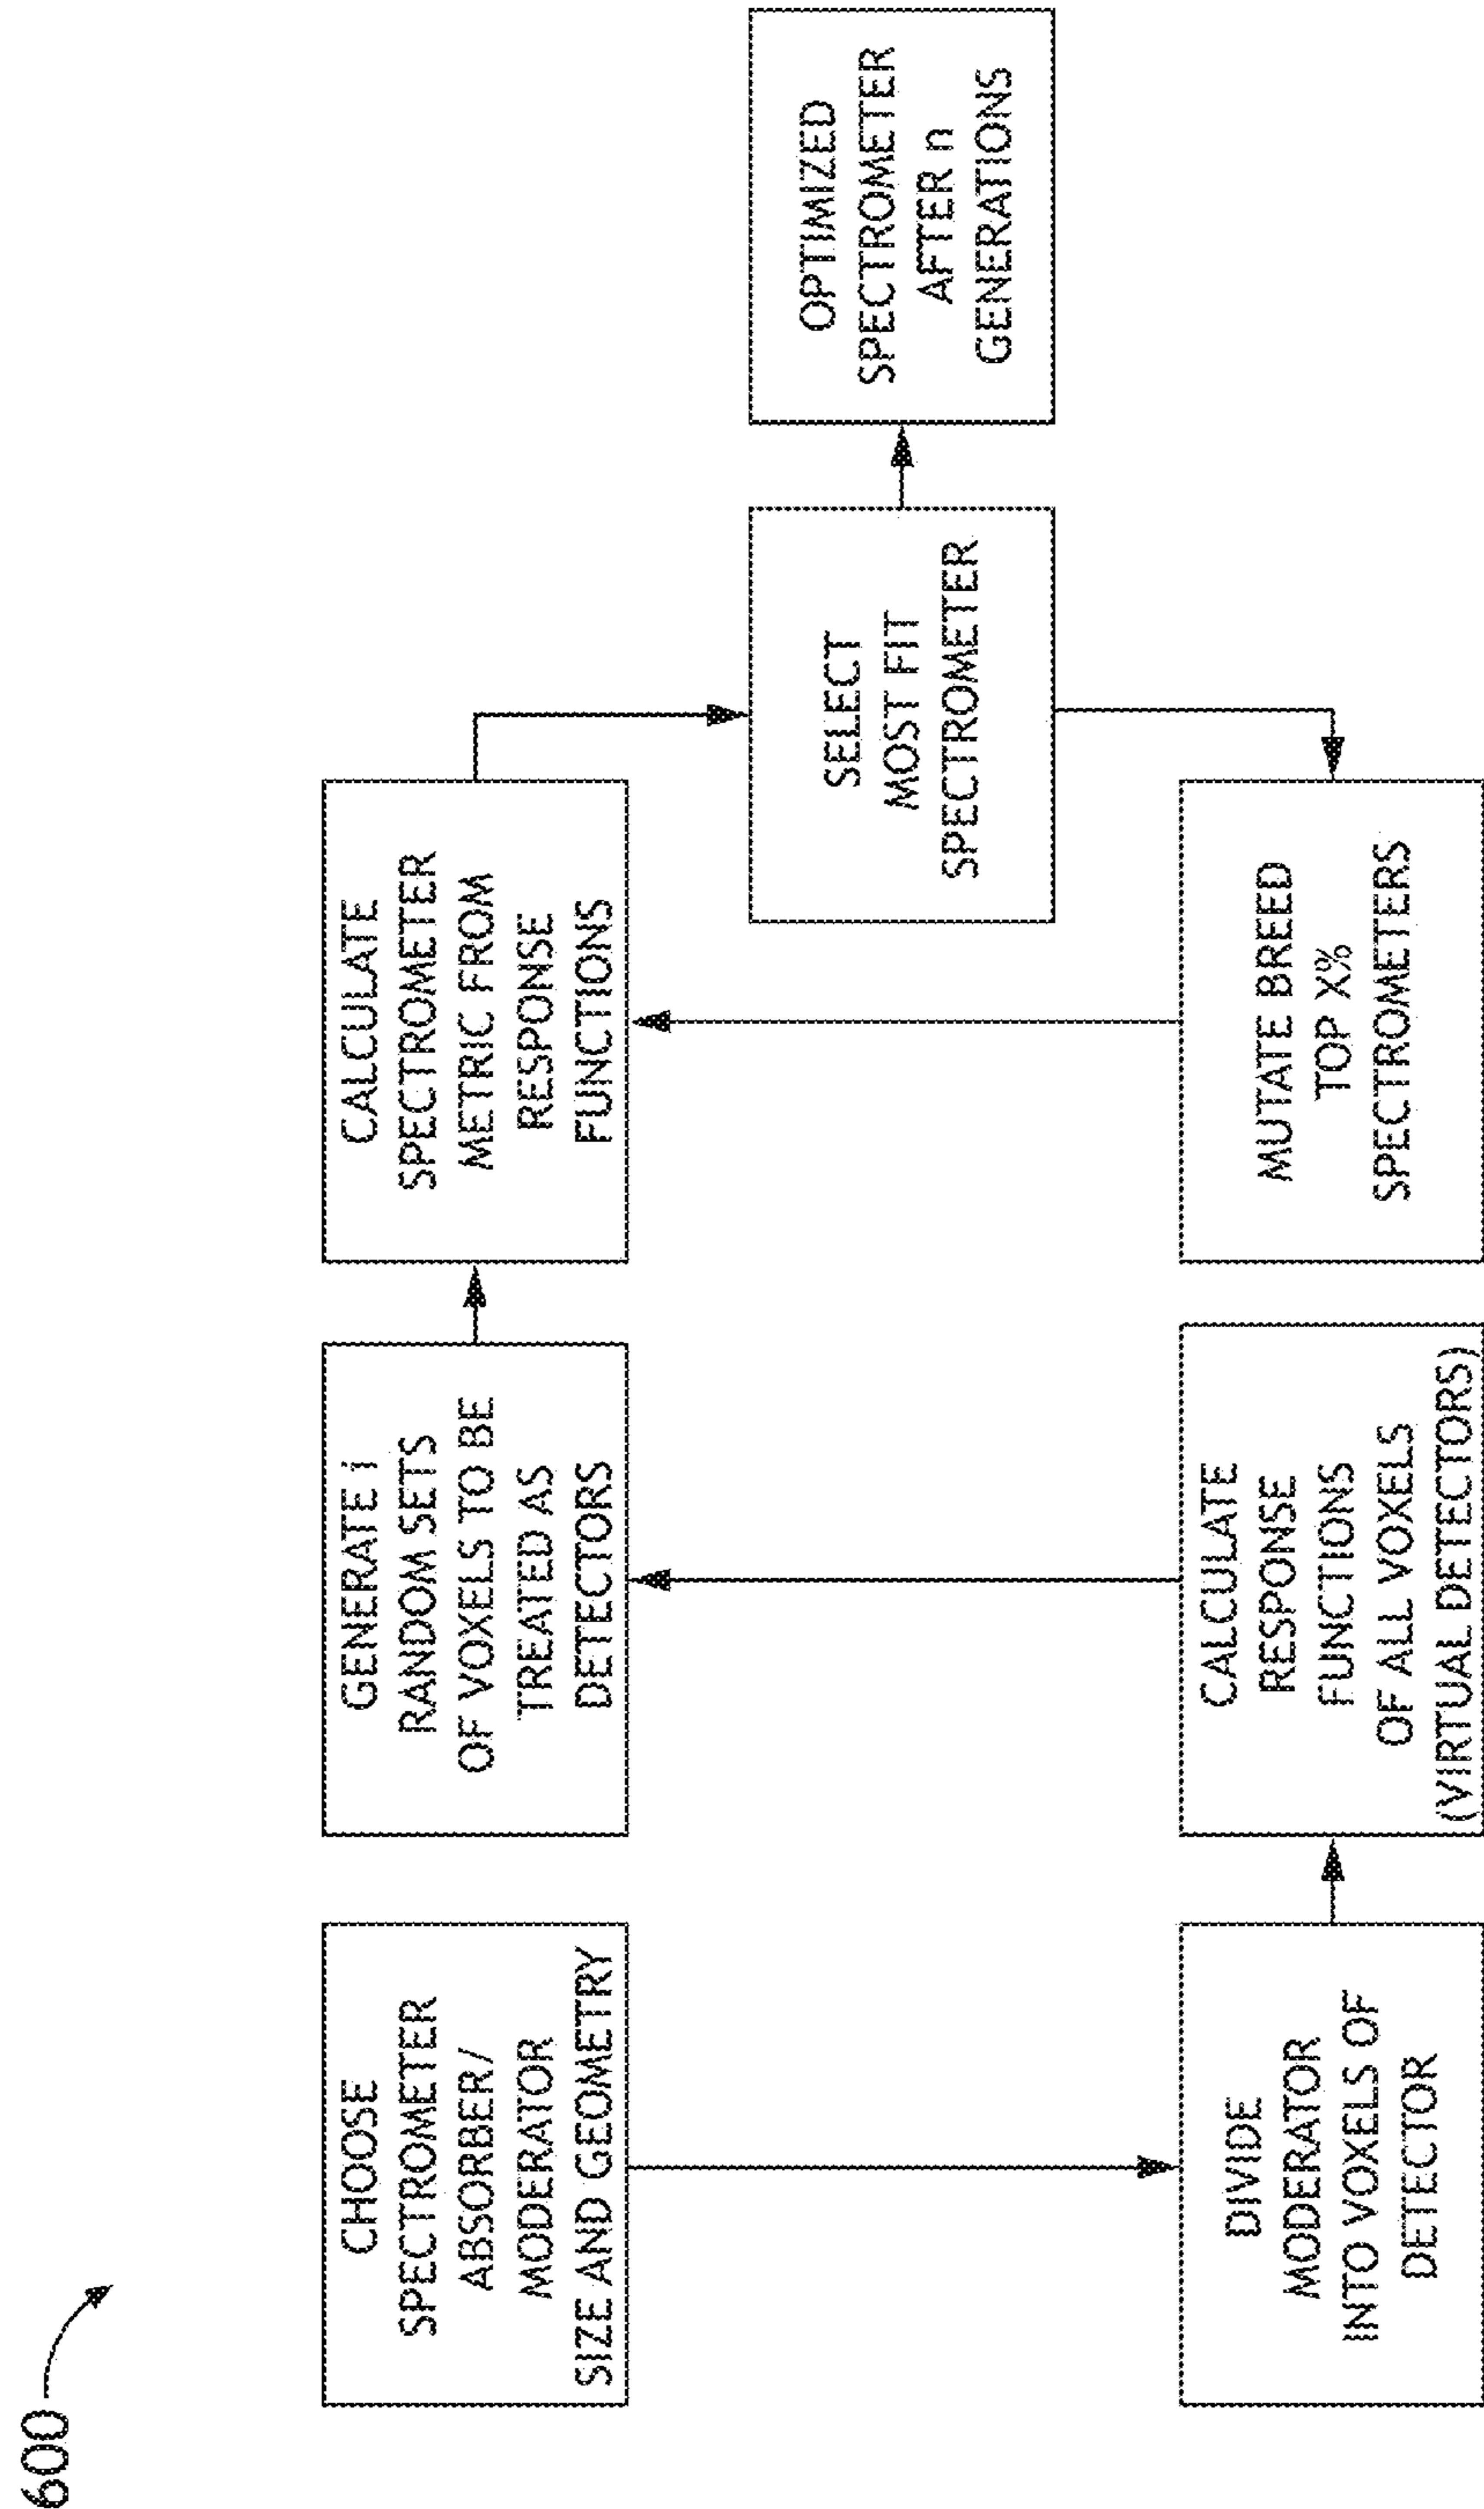 600
CHOOSE
SPECTROMETER
ABSORBER/
MODERATOR
SIZE AND GEOMETRY
DIVIDE
MODERATOR
INTO VOXELS OF
DETECTOR
CALCULATE
RESPONSE
FUNCTIONS
OF ALL VOXELS
(VIRTUAL DETECTORS)
GENERATE i
RANDOM SETS
OF VOXELS TO BE
TREATED AS
DETECTORS
CALCULATE
SPECTROMETER
METRIC FROM
RESPONSE
FUNCTIONS
SELECT
MOST FIT
SPECTROMETER
MUTATE BREED
TOP X%
SPECTROMETERS
OPTIMIZED
SPECTROMETER
AFTER n
GENERATIONS